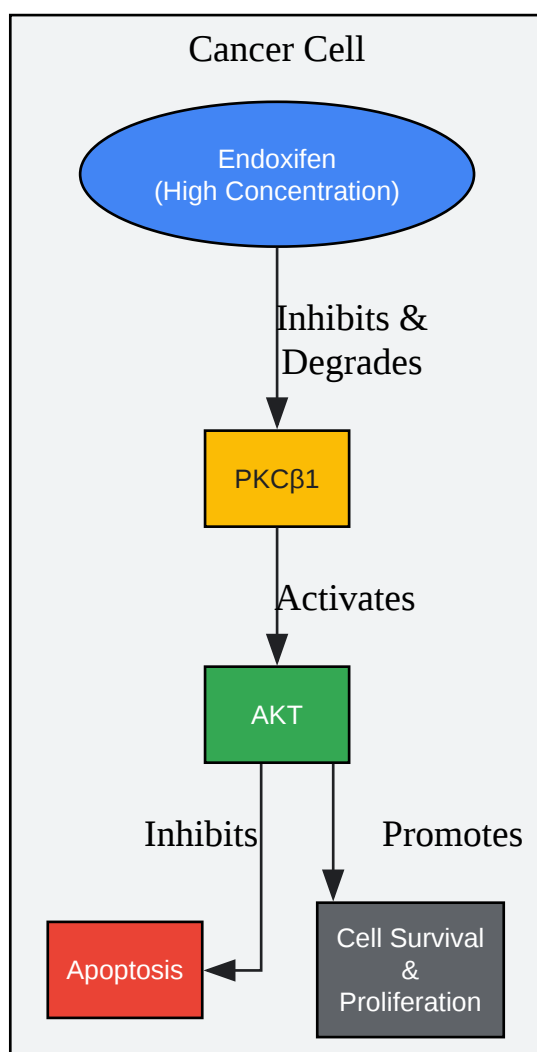 Cancer Cell
Endoxifen
(High Concentration)
Inhibits &
Degrades
PKCβ1
Activates
AKT
Inhibits
Promotes
Apoptosis
Cell Survival
&
Proliferation